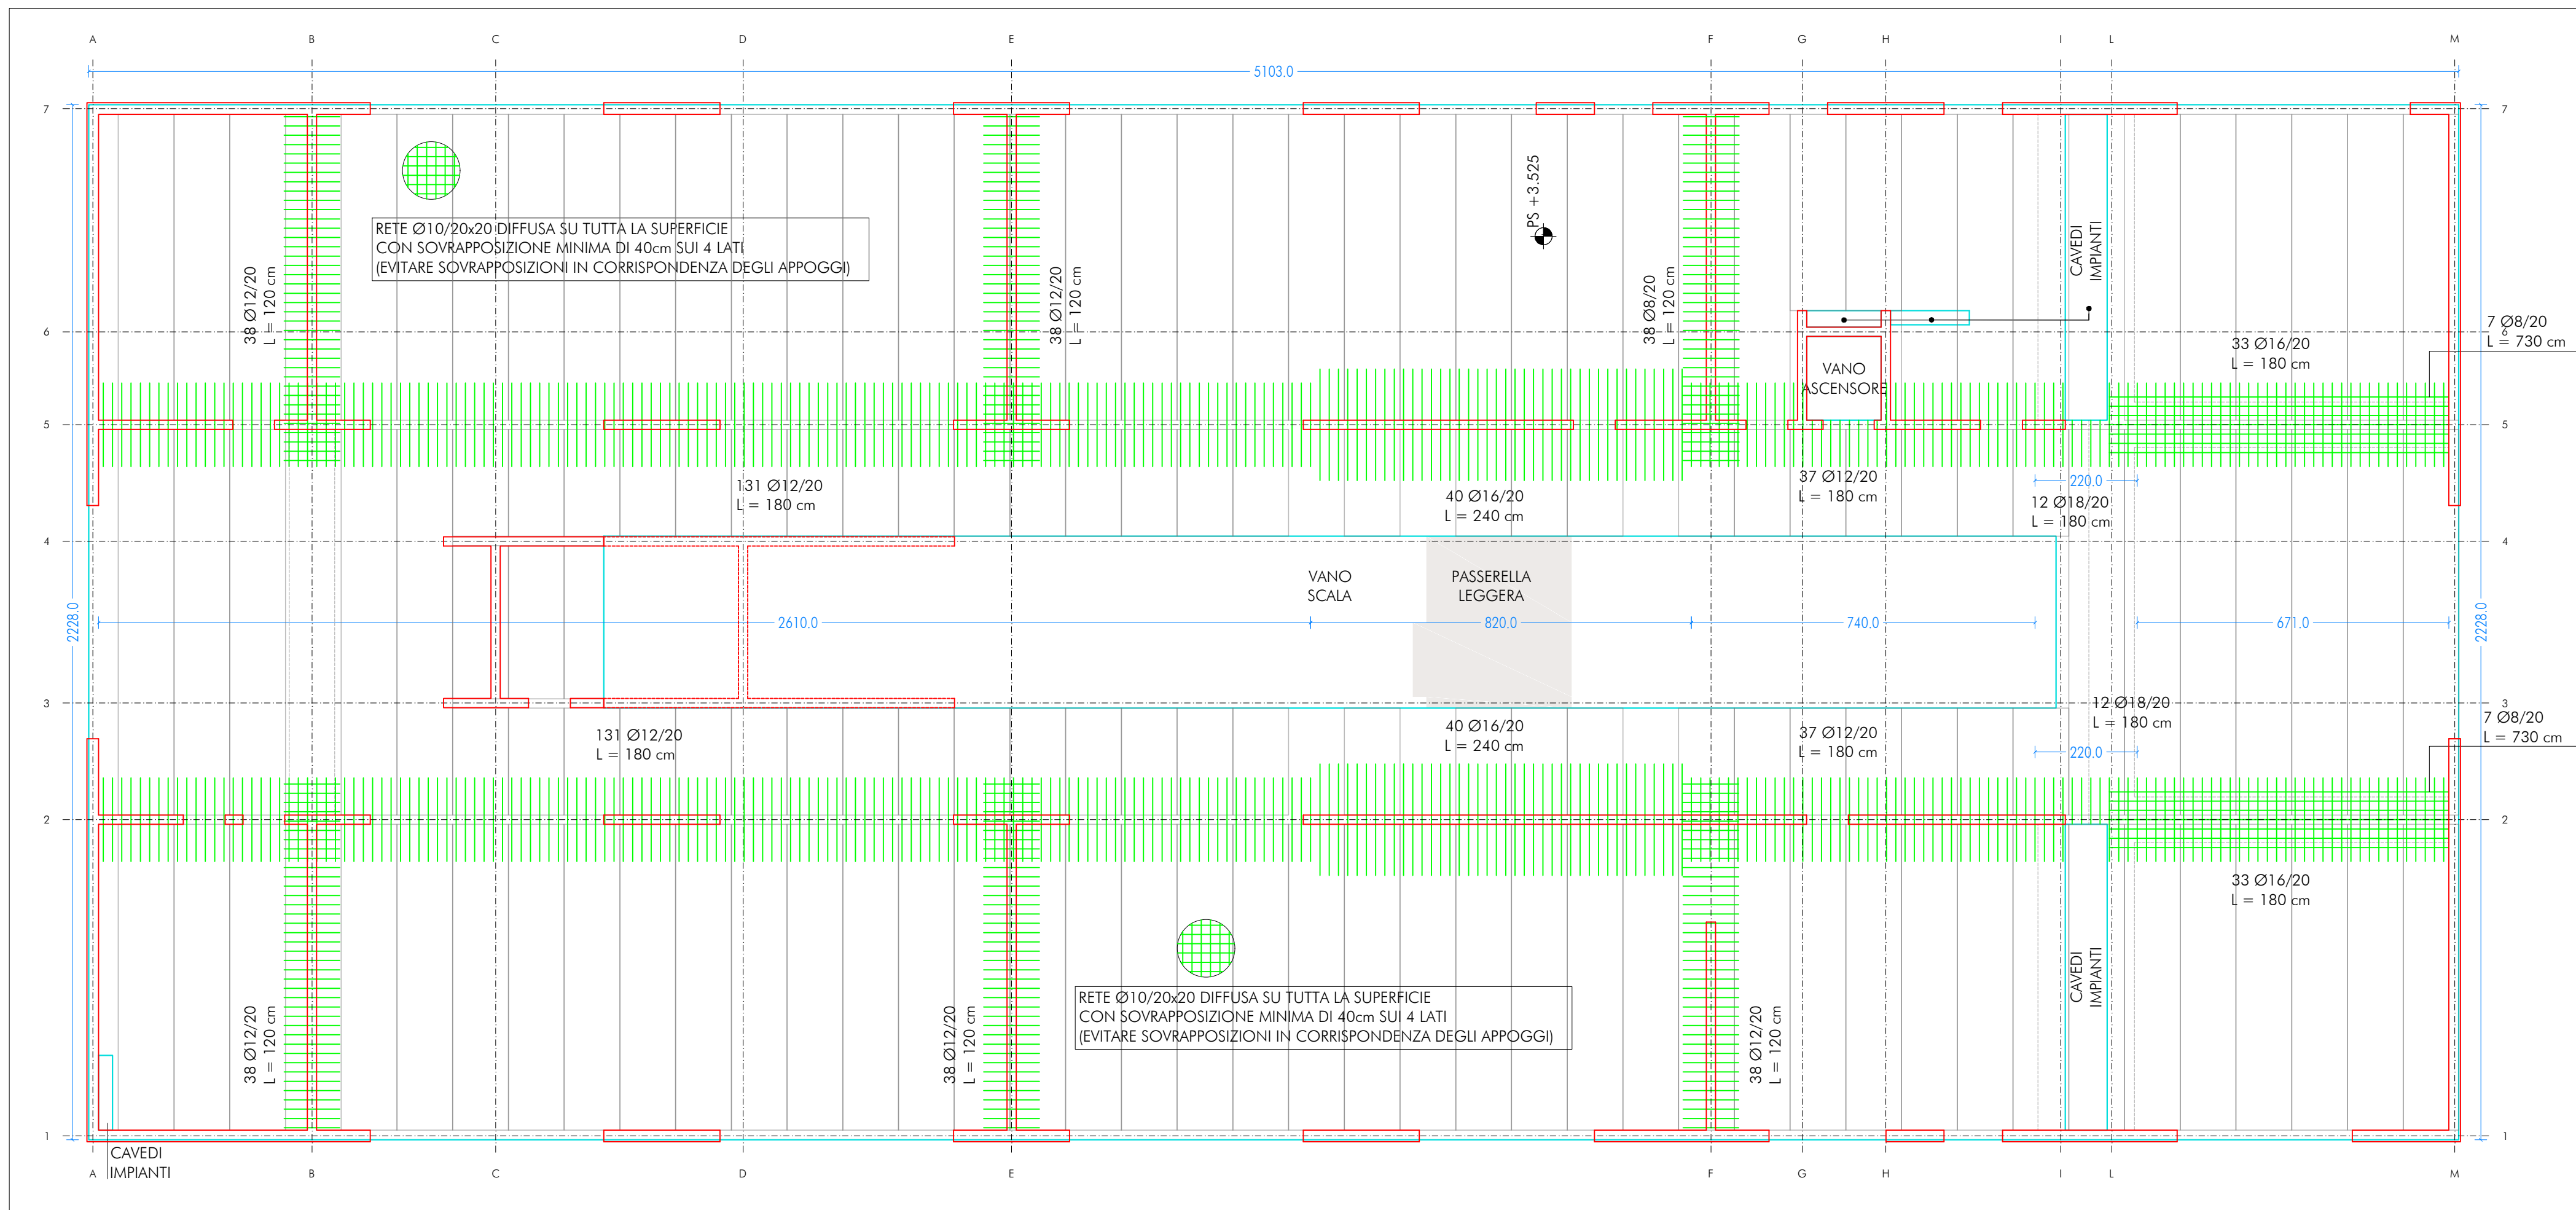 A B C D E F G H I L M
5103.0
7 7
PS +3.525
RETE Ø10/20x20 DIFFUSA SU TUTTA LA SUPERFICIE
CON SOVRAPPOSIZIONE MINIMA DI 40cm SUI 4 LATI
(EVITARE SOVRAPPOSIZIONI IN CORRISPONDENZA DEGLI APPOGGI)
38 Ø12/20
L = 120 cm
38 Ø12/20
L = 120 cm
38 Ø8/20
L = 120 cm
CAVEDI
IMPIANTI
6 6
7 Ø8/20
L = 730 cm
33 Ø16/20
L = 180 cm
VANO
ASCENSORE
5 5
131 Ø12/20
L = 180 cm
40 Ø16/20
L = 240 cm
37 Ø12/20
L = 180 cm
220.0
12 Ø18/20
L = 180 cm
4 4
VANO
SCALA
PASSERELLA
LEGGERA
2228.0
2610.0
820.0
740.0
671.0
2228.0
3 3
12 Ø18/20
L = 180 cm
7 Ø8/20
L = 730 cm
131 Ø12/20
L = 180 cm
40 Ø16/20
L = 240 cm
37 Ø12/20
L = 180 cm
220.0
2 2
33 Ø16/20
L = 180 cm
CAVEDI
IMPIANTI
RETE Ø10/20x20 DIFFUSA SU TUTTA LA SUPERFICIE
CON SOVRAPPOSIZIONE MINIMA DI 40cm SUI 4 LATI
(EVITARE SOVRAPPOSIZIONI IN CORRISPONDENZA DEGLI APPOGGI)
38 Ø12/20
L = 120 cm
38 Ø12/20
L = 120 cm
38 Ø12/20
L = 120 cm
1 1
CAVEDI
IMPIANTI
A B C D E F G H I L M